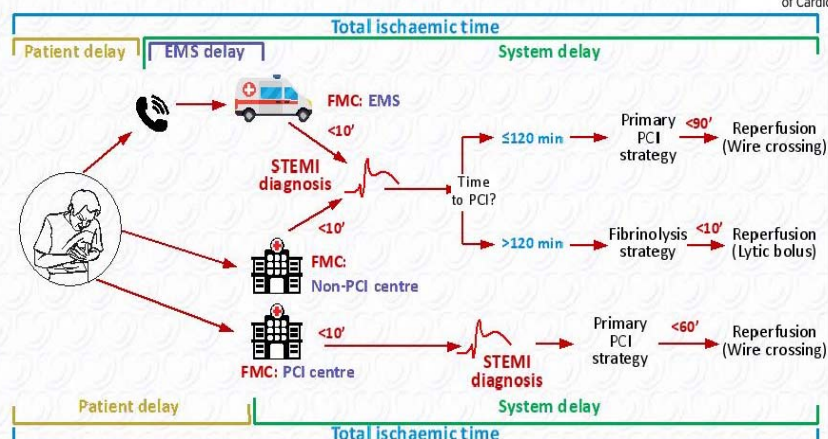 of Cardio
Total ischaemic time
Patient delay
EMS delay
System delay
FMC: EMS
<10'
STEMI
diagnosis
<10'
Time
to PCI?
≤120 min
Primary
PCI
strategy
<90'
Reperfusion
(Wire crossing)
>120 min
Fibrinolysis
strategy
<10'
Reperfusion
(Lytic bolus)
FMC:
Non-PCI centre
<10'
FMC: PCI centre
STEMI
diagnosis
Primary
PCI
strategy
<60'
Reperfusion
(Wire crossing)
Patient delay
System delay
Total ischaemic time